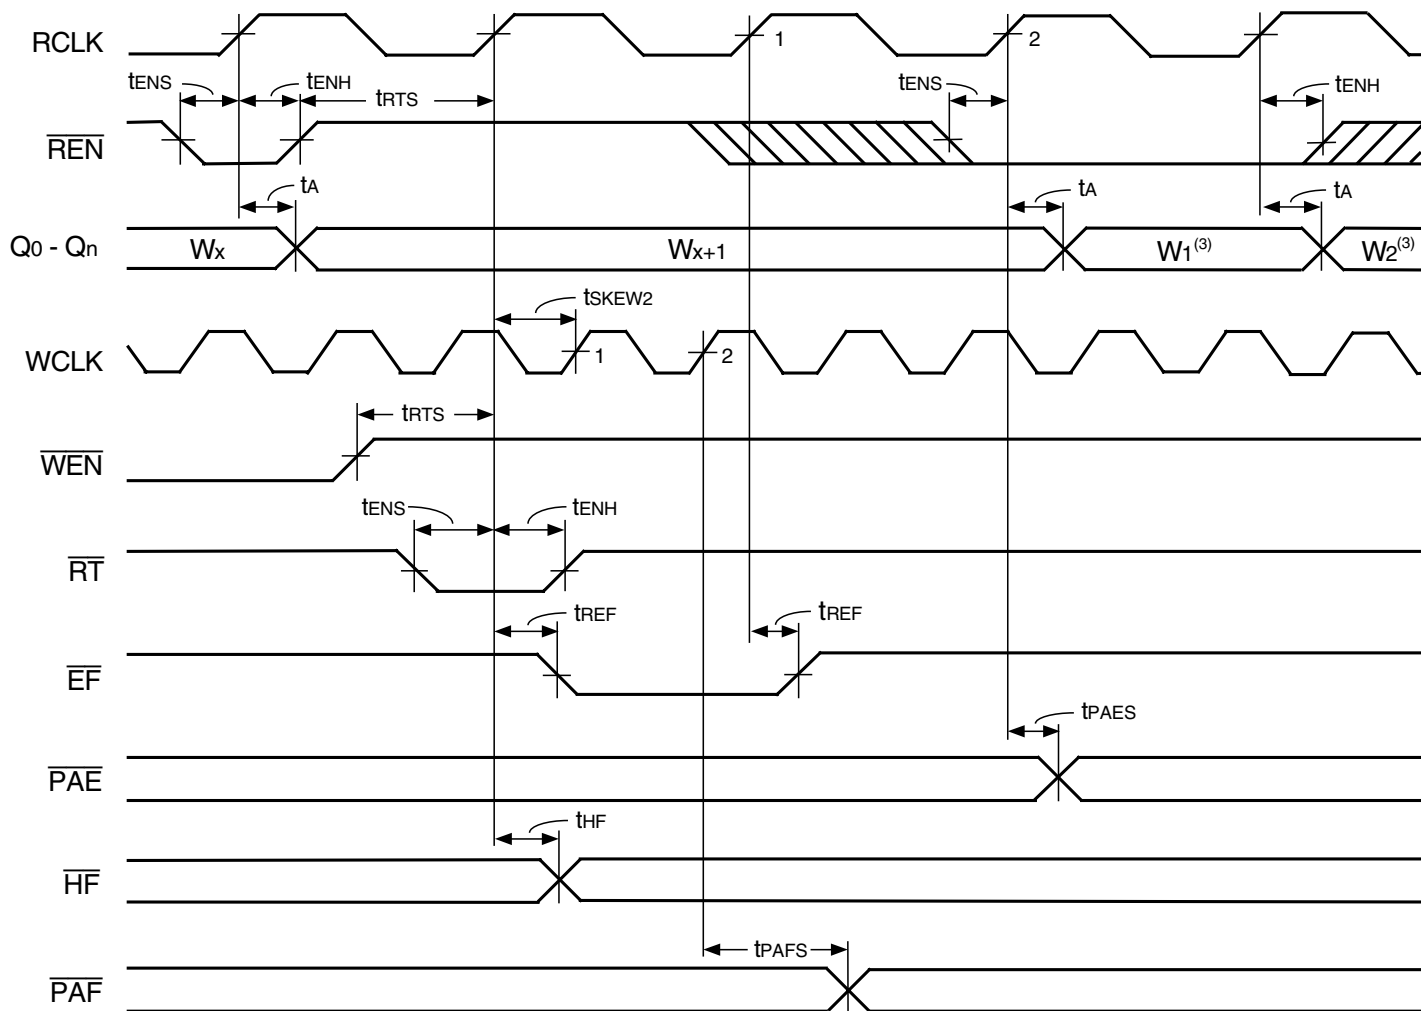 RCLK 1 2
tENS tENH tRTS tENS tENH
REN
tA tA tA
Q0 - Qn Wx Wx+1 W1(3) W2(3)
tSKEW2
WCLK 1 2
tRTS
WEN
tENS tENH
RT
tREF tREF
EF
tPAES
PAE
tHF
HF
tPAFS
PAF